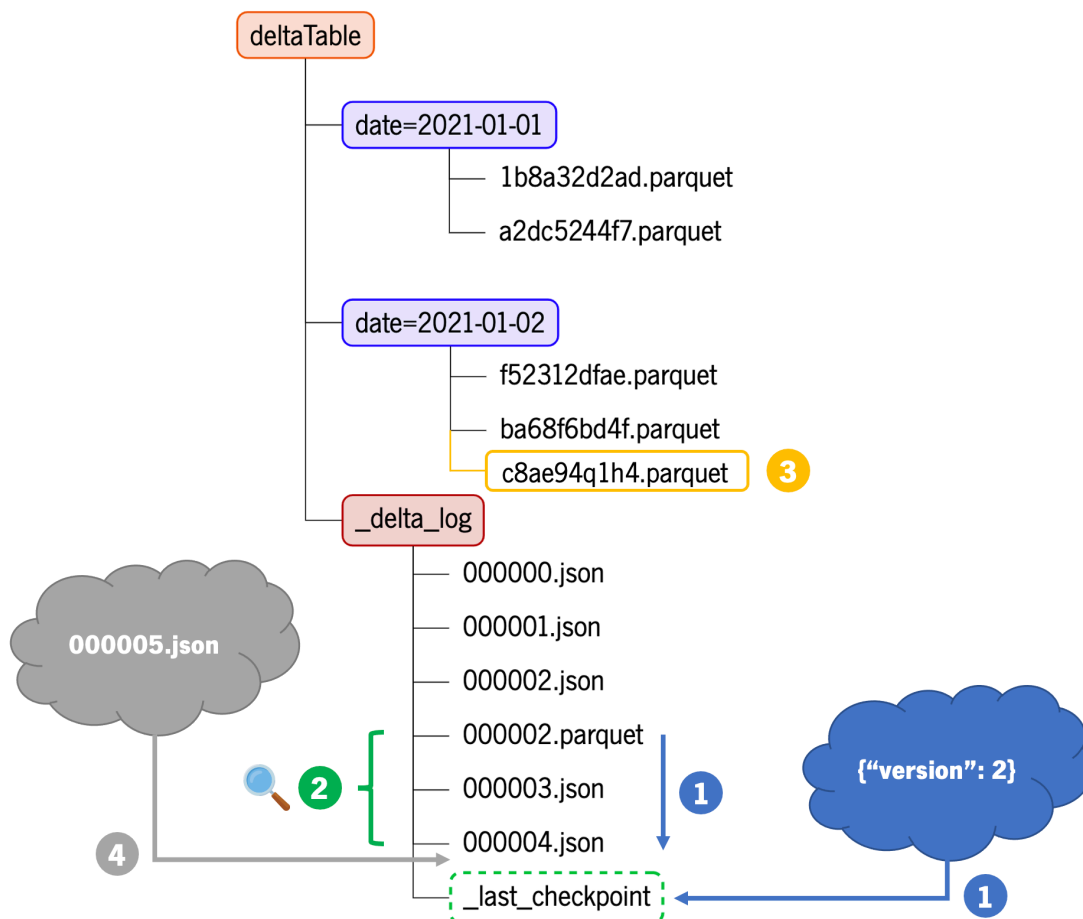 deltaTable
date=2021-01-01
1b8a32d2ad.parquet
a2dc5244f7.parquet
date=2021-01-02
f52312dfae.parquet
ba68f6bd4f.parquet
c8ae94q1h4.parquet
3
_delta_log
000000.json
000001.json
000002.json
000002.parquet
000003.json
000004.json
_last_checkpoint
000005.json
2
4
1
{“version”: 2}
1